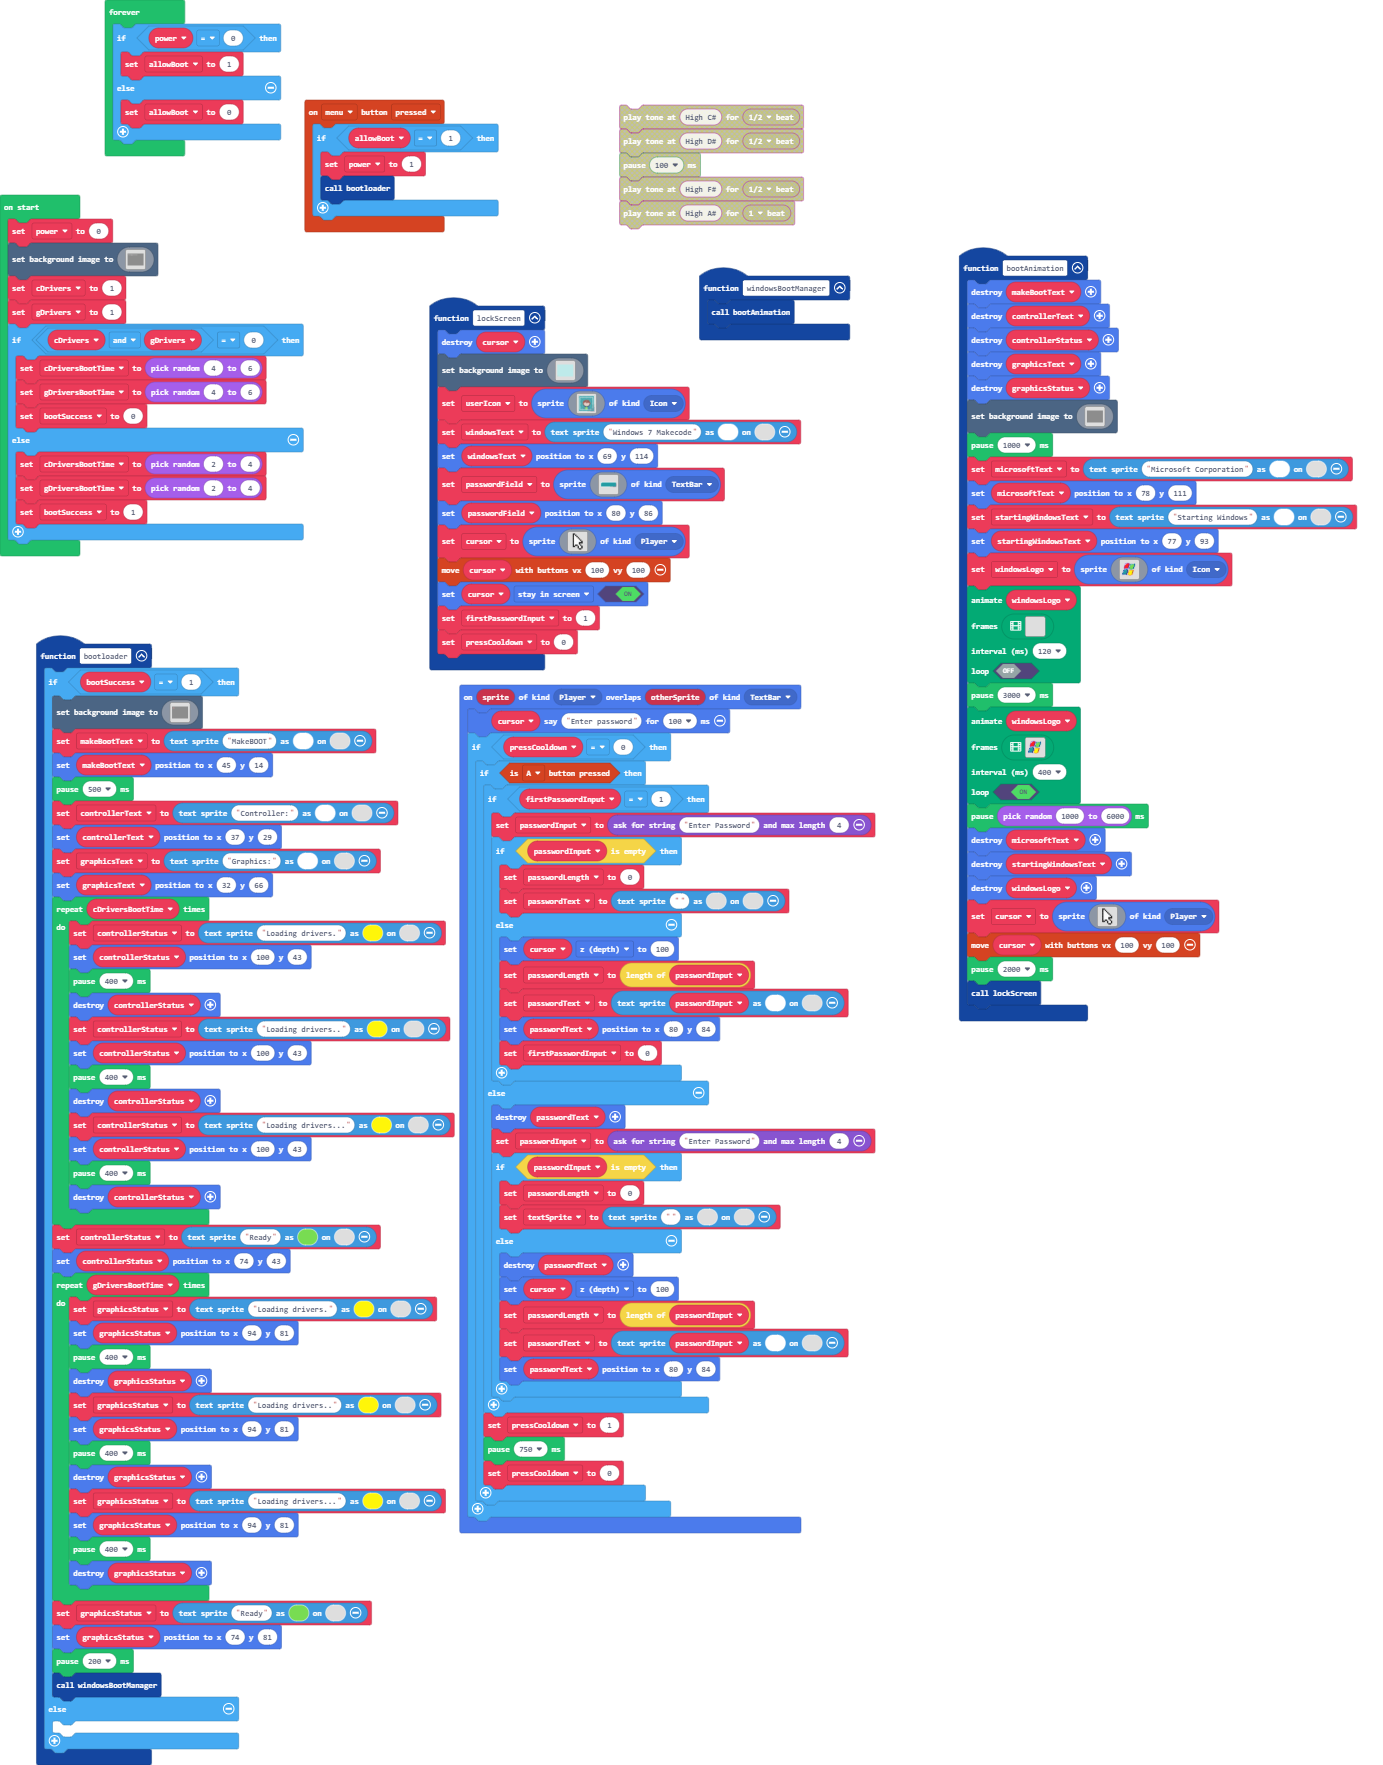 forever
if power = 0 then
set allowBoot to 1
else
set allowBoot to 0
on menu button pressed
if allowBoot = 1 then
set power to 1
call bootloader
play tone at High C# for 1/2 beat
play tone at High D# for 1/2 beat
pause 100 ms
play tone at High F# for 1/2 beat
play tone at High A# for 1 beat
on start
set power to 0
set background image to
set cDrivers to 1
set gDrivers to 1
if cDrivers and gDrivers = 0 then
set cDriversBootTime to pick random 4 to 6
set gDriversBootTime to pick random 4 to 6
set bootSuccess to 0
else
set cDriversBootTime to pick random 2 to 4
set gDriversBootTime to pick random 2 to 4
set bootSuccess to 1
function windowsBootManager
call bootAnimation
function lockScreen
destroy cursor
set background image to
set userIcon to sprite of kind Icon
set windowsText to text sprite "Windows 7 Makecode" as on
set windowsText position to x 69 y 114
set passwordField to sprite of kind TextBar
set passwordField position to x 80 y 86
set cursor to sprite of kind Player
move cursor with buttons vx 100 vy 100
set cursor stay in screen ON
set firstPasswordInput to 1
set pressCooldown to 0
function bootAnimation
destroy makeBootText
destroy controllerText
destroy controllerStatus
destroy graphicsText
destroy graphicsStatus
set background image to
pause 1000 ms
set microsoftText to text sprite "Microsoft Corporation" as on
set microsoftText position to x 78 y 111
set startingWindowsText to text sprite "Starting Windows" as on
set startingWindowsText position to x 77 y 93
set windowsLogo to sprite of kind Icon
animate windowsLogo
frames
interval (ms) 120
loop OFF
pause 3000 ms
animate windowsLogo
frames
interval (ms) 400
loop ON
pause pick random 1000 to 6000 ms
destroy microsoftText
destroy startingWindowsText
destroy windowsLogo
set cursor to sprite of kind Player
move cursor with buttons vx 100 vy 100
pause 2000 ms
call lockScreen
function bootloader
if bootSuccess = 1 then
set background image to
set makeBootText to text sprite "MakeBOOT" as on
set makeBootText position to x 45 y 14
pause 500 ms
set controllerText to text sprite "Controller:" as on
set controllerText position to x 37 y 29
set graphicsText to text sprite "Graphics:" as on
set graphicsText position to x 32 y 66
repeat cDriversBootTime times
do set controllerStatus to text sprite "Loading drivers." as on
set controllerStatus position to x 100 y 43
pause 400 ms
destroy controllerStatus
set controllerStatus to text sprite "Loading drivers.." as on
set controllerStatus position to x 100 y 43
pause 400 ms
destroy controllerStatus
set controllerStatus to text sprite "Loading drivers..." as on
set controllerStatus position to x 100 y 43
pause 400 ms
destroy controllerStatus
set controllerStatus to text sprite "Ready" as on
set controllerStatus position to x 74 y 43
repeat gDriversBootTime times
do set graphicsStatus to text sprite "Loading drivers." as on
set graphicsStatus position to x 94 y 81
pause 400 ms
destroy graphicsStatus
set graphicsStatus to text sprite "Loading drivers.." as on
set graphicsStatus position to x 94 y 81
pause 400 ms
destroy graphicsStatus
set graphicsStatus to text sprite "Loading drivers..." as on
set graphicsStatus position to x 94 y 81
pause 400 ms
destroy graphicsStatus
set graphicsStatus to text sprite "Ready" as on
set graphicsStatus position to x 74 y 81
pause 200 ms
call windowsBootManager
else
on sprite of kind Player overlaps otherSprite of kind TextBar
cursor say "Enter password" for 100 ms
if pressCooldown = 0 then
if is A button pressed then
if firstPasswordInput = 1 then
set passwordInput to ask for string "Enter Password" and max length 4
if passwordInput is empty then
set passwordLength to 0
set passwordText to text sprite " " as on
else
set cursor z (depth) to 100
set passwordLength to length of passwordInput
set passwordText to text sprite passwordInput as on
set passwordText position to x 80 y 84
set firstPasswordInput to 0
else
destroy passwordText
set passwordInput to ask for string "Enter Password" and max length 4
if passwordInput is empty then
set passwordLength to 0
set textSprite to text sprite " " as on
else
destroy passwordText
set cursor z (depth) to 100
set passwordLength to length of passwordInput
set passwordText to text sprite passwordInput as on
set passwordText position to x 80 y 84
set pressCooldown to 1
pause 750 ms
set pressCooldown to 0